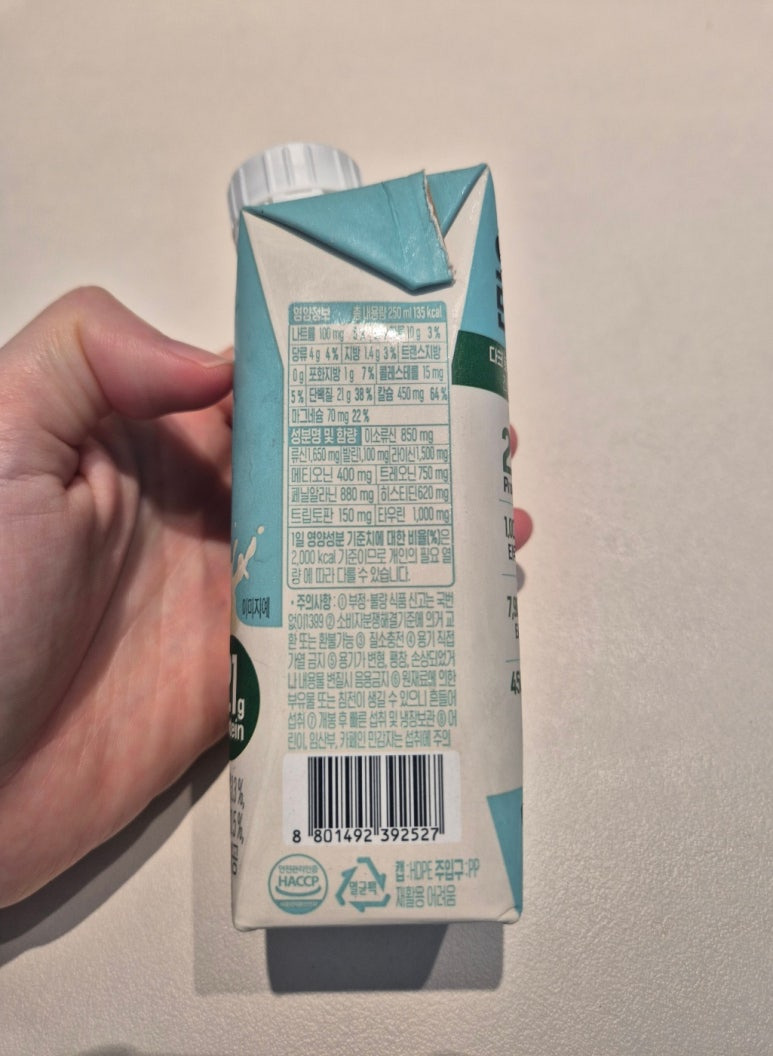 영양정보 총 내용량 250 ml 135 kcal
나트륨 100 mg 10 g 3 %
당류 4 g 4 % 지방 1.4 g 3 % 트랜스지방
0 g 포화지방 1 g 7 % 콜레스테롤 15 mg
5 % 단백질 21 g 38 % 칼슘 450 mg 64 %
마그네슘 70 mg 22 %
성분명 및 함량 이소류신 850 mg
류신 1,650 mg 발린 1,100 mg 라이신 1,500 mg
메티오닌 400 mg 트레오닌 750 mg
페닐알라닌 880 mg 히스티딘 620 mg
트립토판 150 mg 타우린 1,000 mg
1일 영양성분 기준치에 대한 비율(%)은
2,000 kcal 기준이므로 개인의 필요 열
량에 따라 다를 수 있습니다.
• 주의사항 : ① 부정·불량 식품 신고는 국번
없이 1399 ② 소비자분쟁해결기준에 의거 교
환 또는 환불가능 ③ 질소충전 ④ 용기 직접
가열 금지 ⑤ 용기가 변형, 팽창, 손상되었거
나 내용물 변질시 음용금지 ⑥ 원재료에 의한
부유물 또는 침전이 생길 수 있으니 흔들어
섭취 ⑦ 개봉 후 빠른 섭취 및 냉장보관 ⑧ 어
린이, 임산부, 카페인 민감자는 섭취에 주의
8 801492 392527
안전관리인증
HACCP
멸균팩
캡:HDPE 주입구:PP
재활용 어려움
이미지예
1g